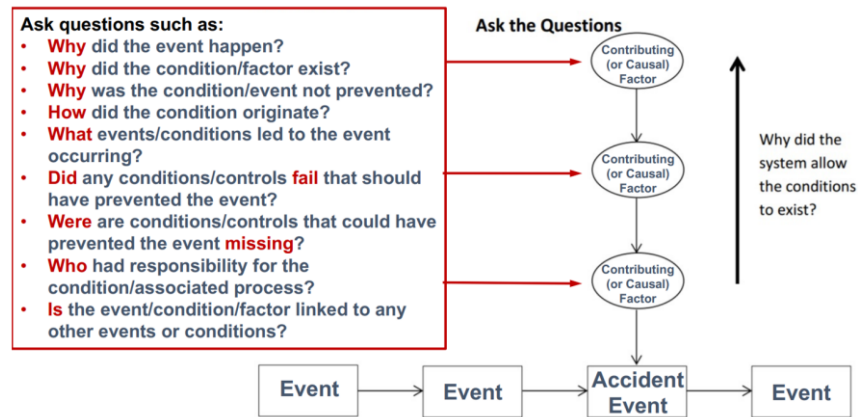 Ask questions such as:
• Why did the event happen?
• Why did the condition/factor exist?
• Why was the condition/event not prevented?
• How did the condition originate?
• What events/conditions led to the event
occurring?
• Did any conditions/controls fail that should
have prevented the event?
• Were are conditions/controls that could have
prevented the event missing?
• Who had responsibility for the
condition/associated process?
• Is the event/condition/factor linked to any
other events or conditions?
Ask the Questions
Contributing
(or Causal)
Factor
Contributing
(or Causal)
Factor
Contributing
(or Causal)
Factor
Why did the
system allow
the conditions
to exist?
Event
Event
Accident
Event
Event